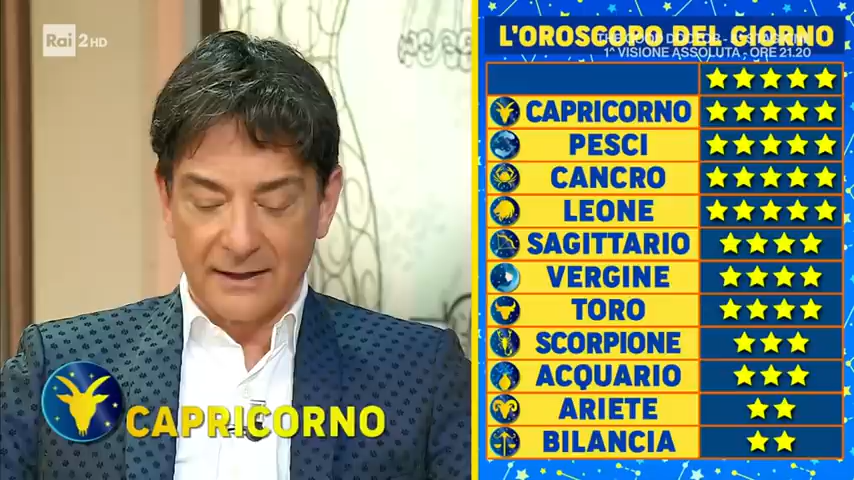 Rai 2 HD
L'OROSCOPO DEL GIORNO
1^ VISIONE ASSOLUTA , ORE 21.20
CAPRICORNO
PESCI
CANCRO
LEONE
SAGITTARIO
VERGINE
TORO
SCORPIONE
ACQUARIO
ARIETE
BILANCIA
CAPRICORNO